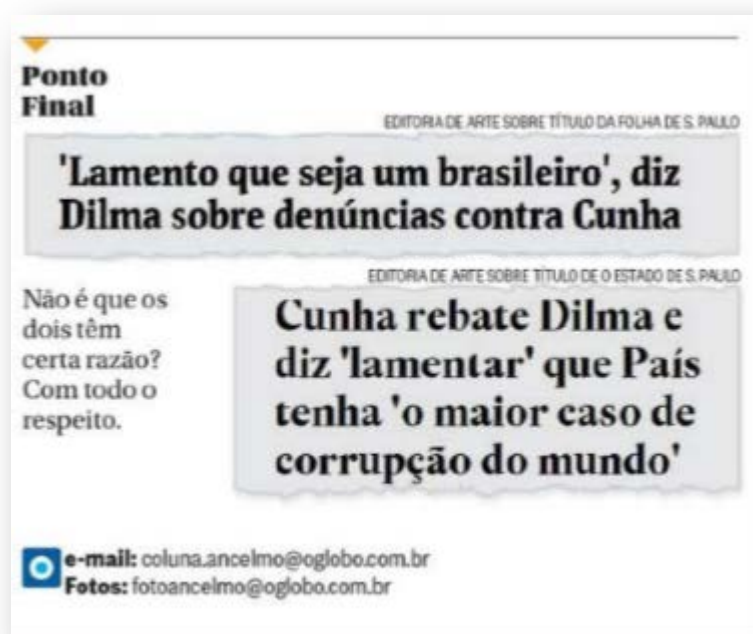 Ponto
Final
EDITORIA DE ARTE SOBRE TÍTULO DA FOLHA DE S. PAULO
'Lamento que seja um brasileiro', diz
Dilma sobre denúncias contra Cunha
Não é que os
dois têm
certa razão?
Com todo o
respeito.
EDITORIA DE ARTE SOBRE TÍTULO DE O ESTADO DE S. PAULO
Cunha rebate Dilma e
diz 'lamentar' que País
tenha 'o maior caso de
corrupção do mundo'
e-mail: coluna.ancelmo@oglobo.com.br
Fotos: fotoancelmo@oglobo.com.br